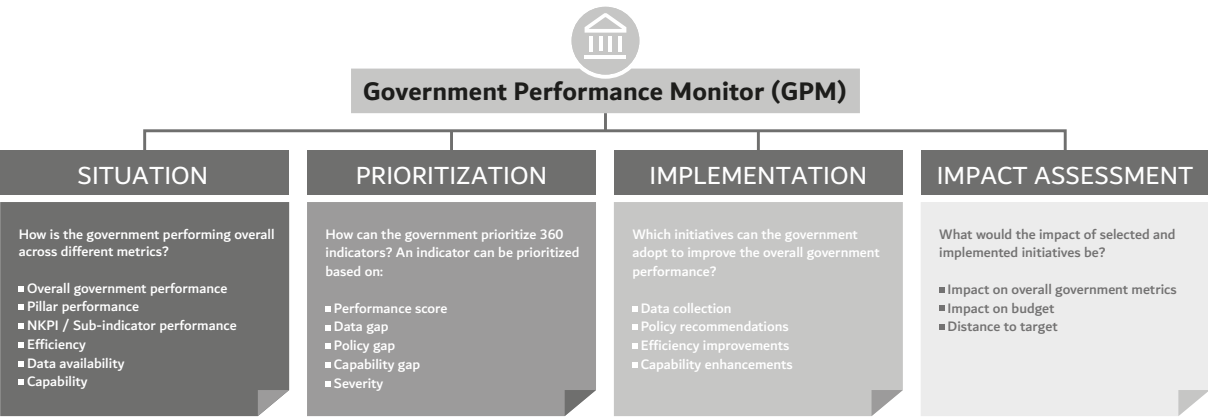 Government Performance Monitor (GPM)
SITUATION
How is the government performing overall
across different metrics?
▪Overall government performance
▪Pillar performance
▪NKPI / Sub-indicator performance
▪Efficiency
▪Data availability
▪Capability
PRIORITIZATION
How can the government prioritize 360
indicators? An indicator can be prioritized
based on:
▪Performance score
▪Data gap
▪Policy gap
▪Capability gap
▪Severity
IMPLEMENTATION
Which initiatives can the government
adopt to improve the overall government
performance?
▪Data collection
▪Policy recommendations
▪Efficiency improvements
▪Capability enhancements
IMPACT ASSESSMENT
What would the impact of selected and
implemented initiatives be?
▪Impact on overall government metrics
▪Impact on budget
▪Distance to target